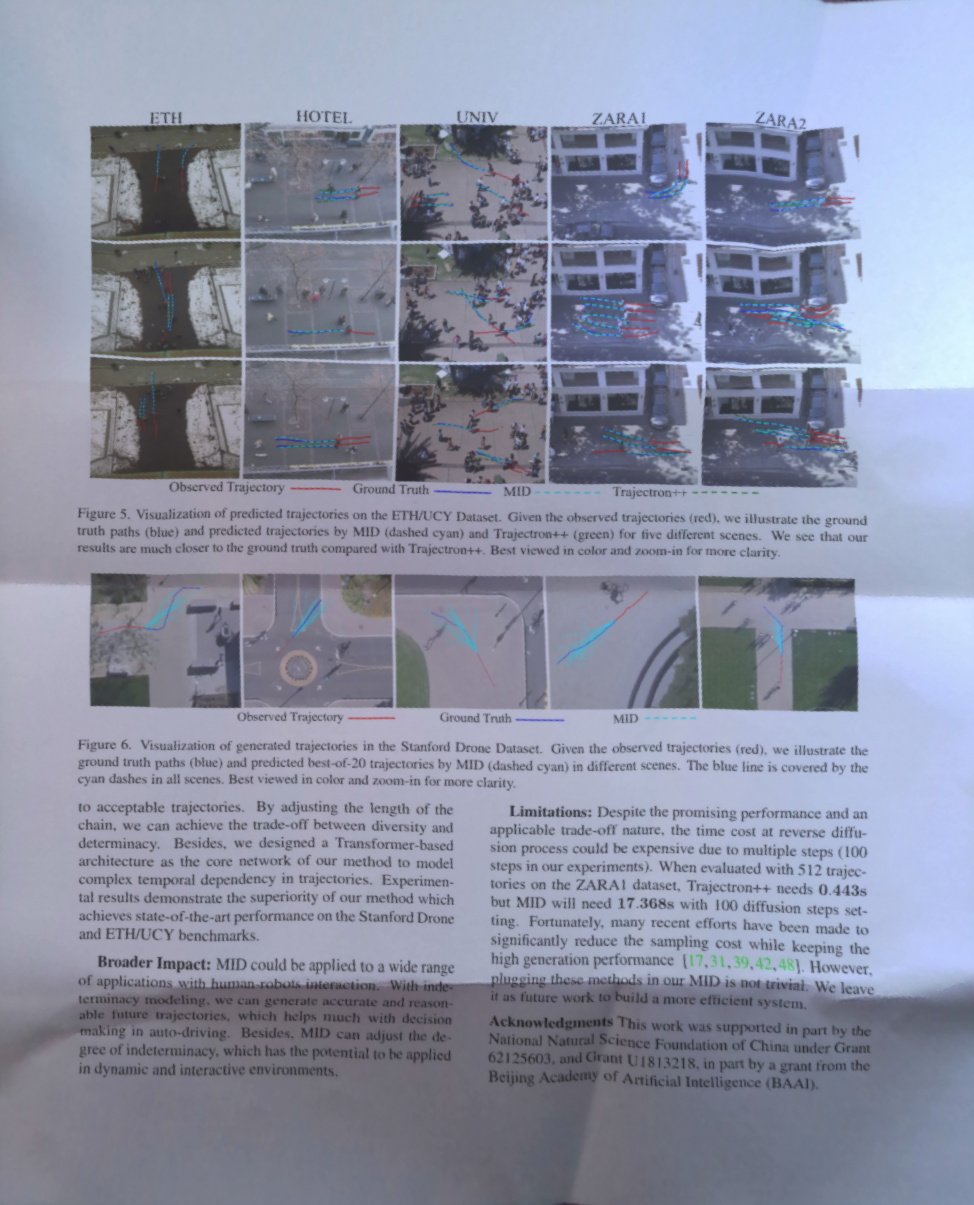 ETH HOTEL UNIV ZARA1 ZARA2
Observed Trajectory Ground Truth MID Trajectron++
Figure 5. Visualization of predicted trajectories on the ETH/UCY Dataset. Given the observed trajectories (red), we illustrate the ground
truth paths (blue) and predicted trajectories by MID (dashed cyan) and Trajectron++ (green) for five different scenes. We see that our
results are much closer to the ground truth compared with Trajectron++. Best viewed in color and zoom-in for more clarity.
Observed Trajectory Ground Truth MID
Figure 6. Visualization of generated trajectories in the Stanford Drone Dataset. Given the observed trajectories (red), we illustrate the
ground truth paths (blue) and predicted best-of-20 trajectories by MID (dashed cyan) in different scenes. The blue line is covered by the
cyan dashes in all scenes. Best viewed in color and zoom-in for more clarity.
to acceptable trajectories. By adjusting the length of the
chain, we can achieve the trade-off between diversity and
determinacy. Besides, we designed a Transformer-based
architecture as the core network of our method to model
complex temporal dependency in trajectories. Experimen-
tal results demonstrate the superiority of our method which
achieves state-of-the-art performance on the Stanford Drone
and ETH/UCY benchmarks.
Broader Impact: MID could be applied to a wide range
of applications with human-robots interaction. With inde-
terminacy modeling, we can generate accurate and reason-
able future trajectories, which helps much with decision
making in auto-driving. Besides, MID can adjust the de-
gree of indeterminacy, which has the potential to be applied
in dynamic and interactive environments.
Limitations: Despite the promising performance and an
applicable trade-off nature, the time cost at reverse diffu-
sion process could be expensive due to multiple steps (100
steps in our experiments). When evaluated with 512 trajec-
tories on the ZARA1 dataset, Trajectron++ needs 0.443s
but MID will need 17.368s with 100 diffusion steps set-
ting. Fortunately, many recent efforts have been made to
significantly reduce the sampling cost while keeping the
high generation performance [17,31,39,42,48]. However,
plugging these methods in our MID is not trivial. We leave
it as future work to build a more efficient system.
Acknowledgments This work was supported in part by the
National Natural Science Foundation of China under Grant
62125603, and Grant U1813218, in part by a grant from the
Beijing Academy of Artificial Intelligence (BAAI).